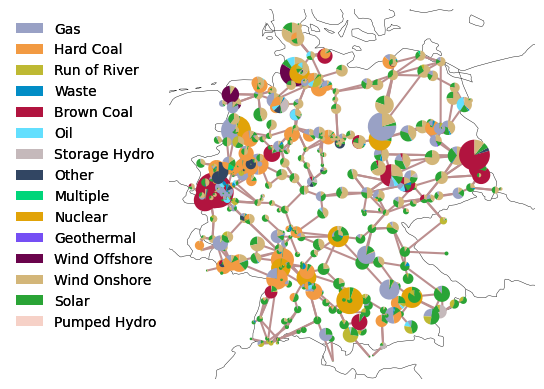 Gas
Hard Coal
Run of River
Waste
Brown Coal
Oil
Storage Hydro
Other
Multiple
Nuclear
Geothermal
Wind Offshore
Wind Onshore
Solar
Pumped Hydro